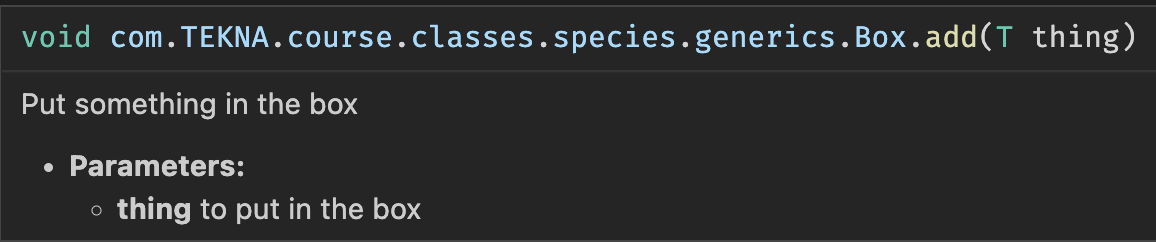 void com.TEKNA.course.classes.species.generics.Box.add(T thing)
Put something in the box
• Parameters:
◦ thing to put in the box